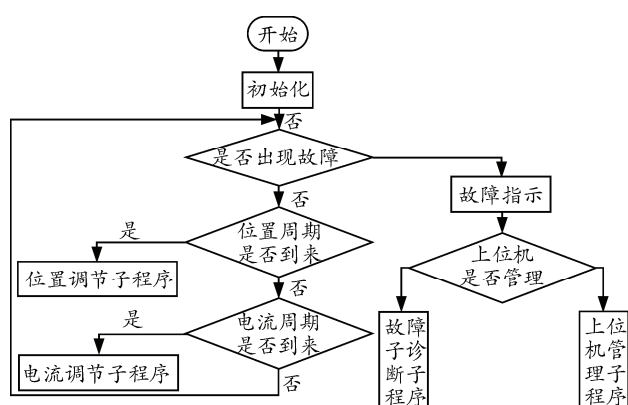 开始
初始化
否
是否出现故障
否
故障指示
是
位置周期
是否到来
上位机
是否管理
位置调节子程序
否
是
电流周期
是否到来
故障
子诊
断子
程序
上位
机管
理子
程序
电流调节子程序
否